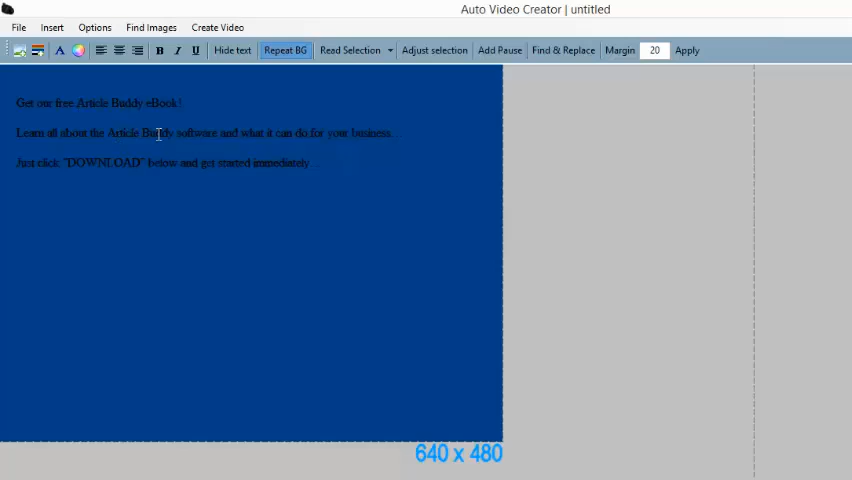 Auto Video Creator | untitled
File Insert Options Find Images Create Video
A B I U Hide text Repeat BG Read Selection Adjust selection Add Pause Find & Replace Margin 20 Apply
Get our free Article Buddy eBook!
Learn all about the Article Buddy software and what it can do for your business...
Just click "DOWNLOAD" below and get started immediately...
640 x 480